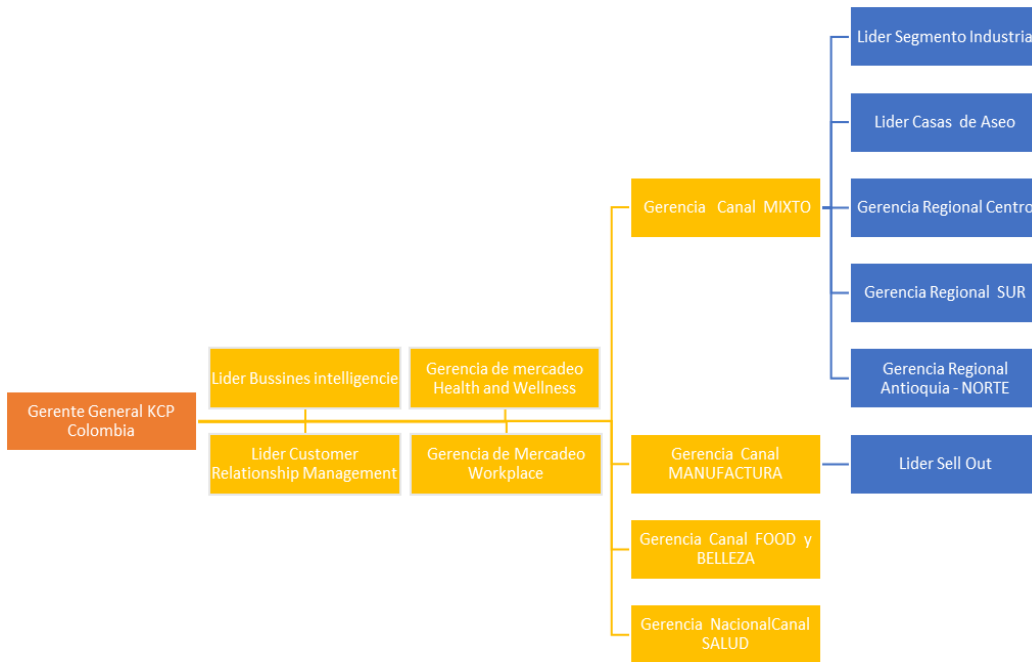 Lider Segmento Industria
Lider Casas de Aseo
Gerencia Canal MIXTO
Gerencia Regional Centro
Gerencia Regional SUR
Lider Bussines intelligencie
Gerencia de mercadeo
Health and Wellness
Gerencia Regional
Antioquia - NORTE
Gerente General KCP
Colombia
Lider Customer
Relationship Management
Gerencia de Mercadeo
Workplace
Gerencia Canal
MANUFACTURA
Lider Sell Out
Gerencia Canal FOOD y
BELLEZA
Gerencia NacionalCanal
SALUD